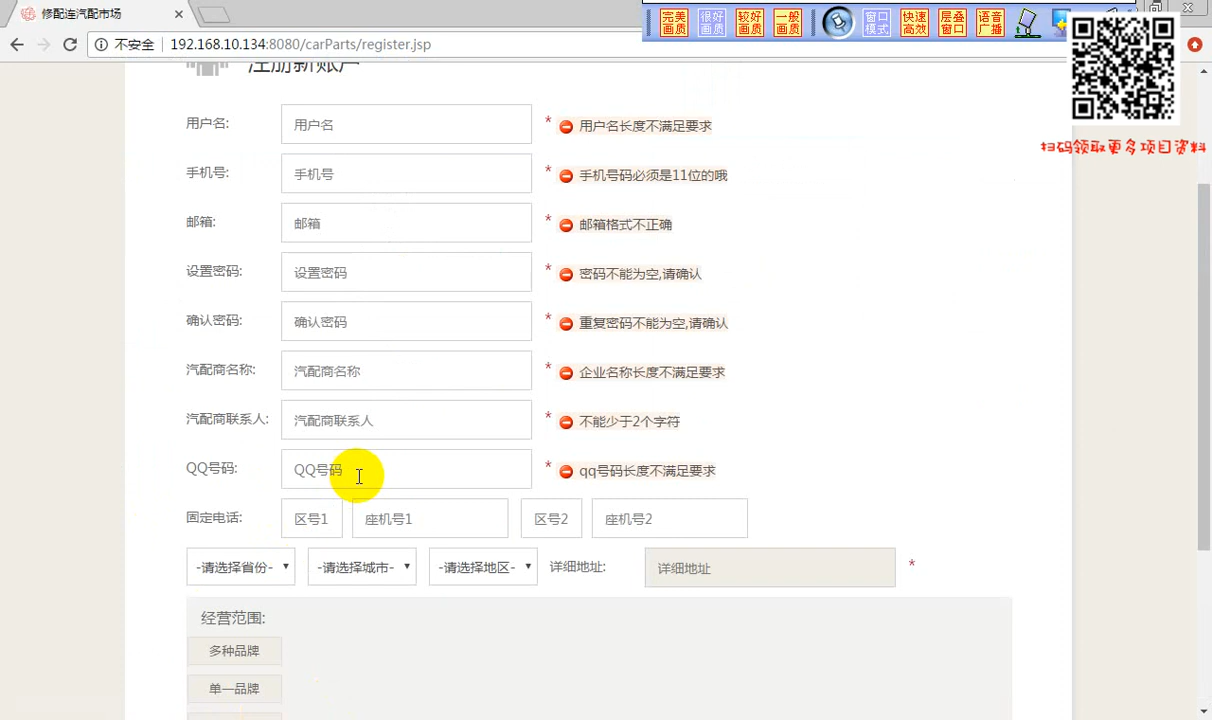 修配连汽配市场
完美画质 很好画质 较好画质 一般画质 窗口模式 快速高效 层叠窗口 语音广播
不安全 192.168.10.134:8080/carParts/register.jsp
扫码领取更多项目资料
注册新账户
用户名: 用户名 * 用户名长度不满足要求
手机号: 手机号 * 手机号码必须是11位的哦
邮箱: 邮箱 * 邮箱格式不正确
设置密码: 设置密码 * 密码不能为空,请确认
确认密码: 确认密码 * 重复密码不能为空,请确认
汽配商名称: 汽配商名称 * 企业名称长度不满足要求
汽配商联系人: 汽配商联系人 * 不能少于2个字符
QQ号码: QQ号码 * qq号码长度不满足要求
固定电话: 区号1 座机号1 区号2 座机号2
-请选择省份- -请选择城市- -请选择地区- 详细地址: 详细地址 *
经营范围:
多种品牌
单一品牌